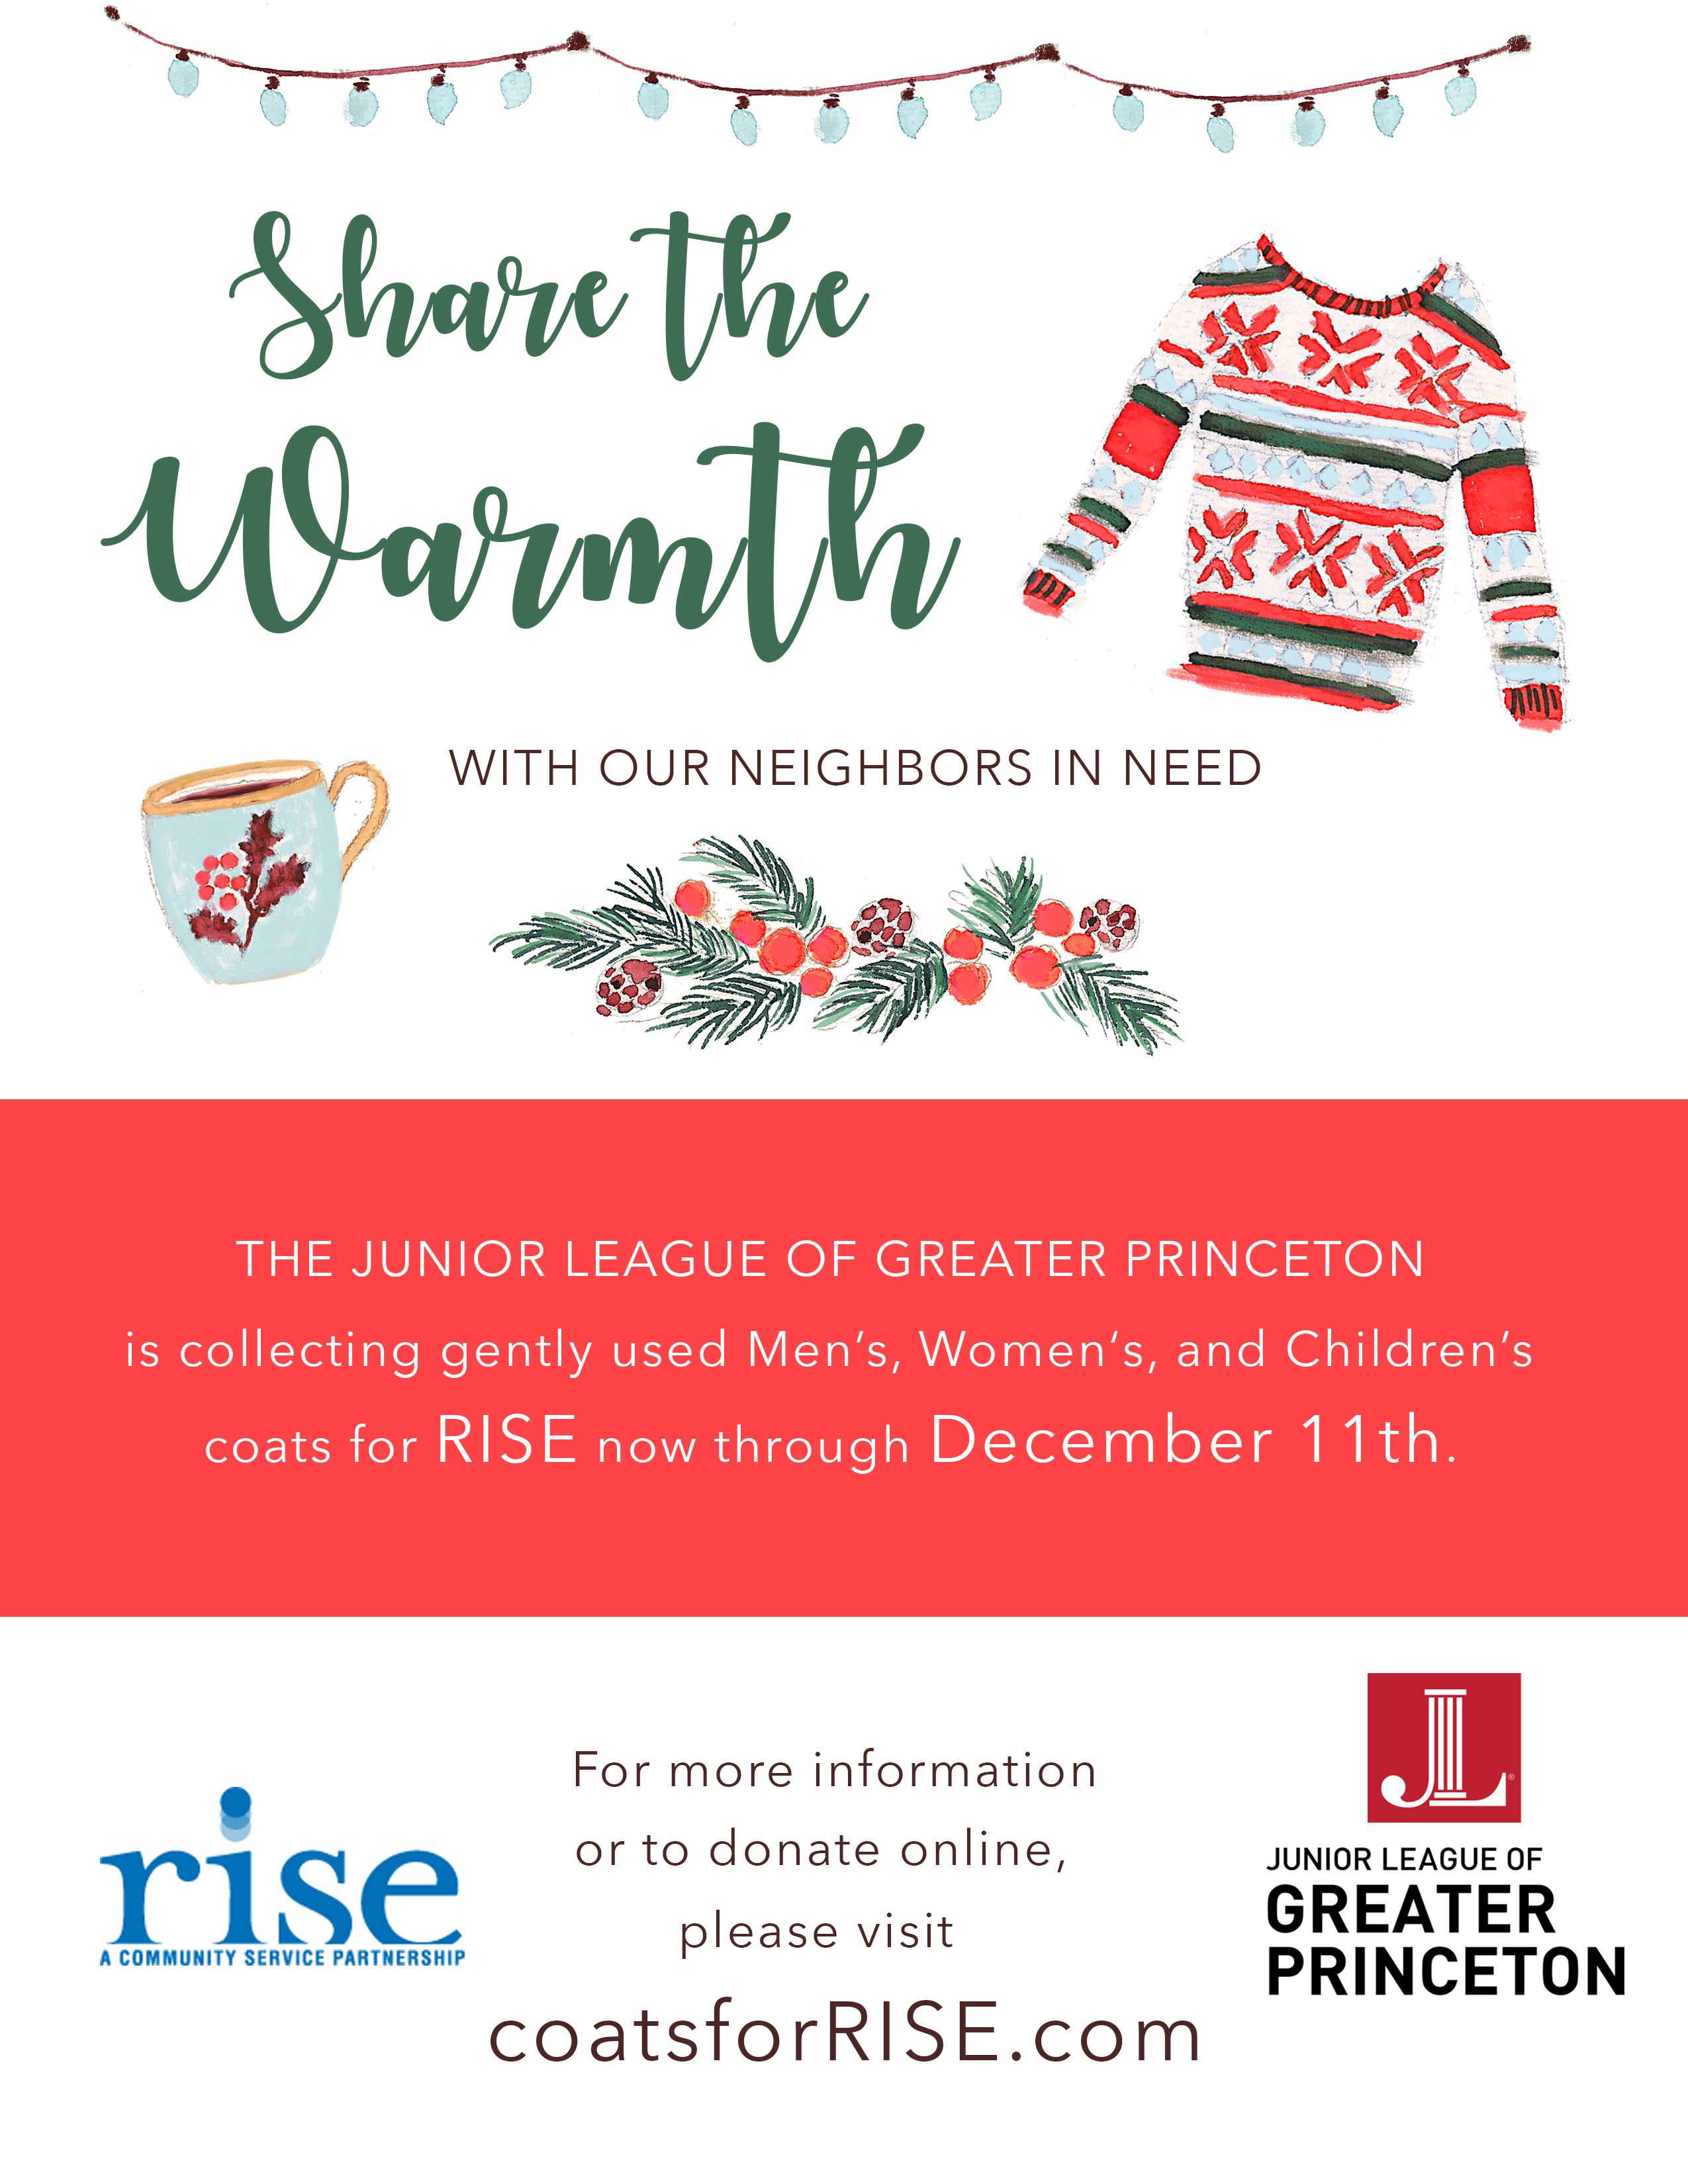 Share the
Warmth
WITH OUR NEIGHBORS IN NEED
THE JUNIOR LEAGUE OF GREATER PRINCETON
is collecting gently used Men’s, Women‘s, and Children’s
coats for RISE now through December 11th.
For more information
or to donate online,
please visit
coatsforRISE.com
rise
A COMMUNITY SERVICE PARTNERSHIP
JL®
JUNIOR LEAGUE OF
GREATER
PRINCETON